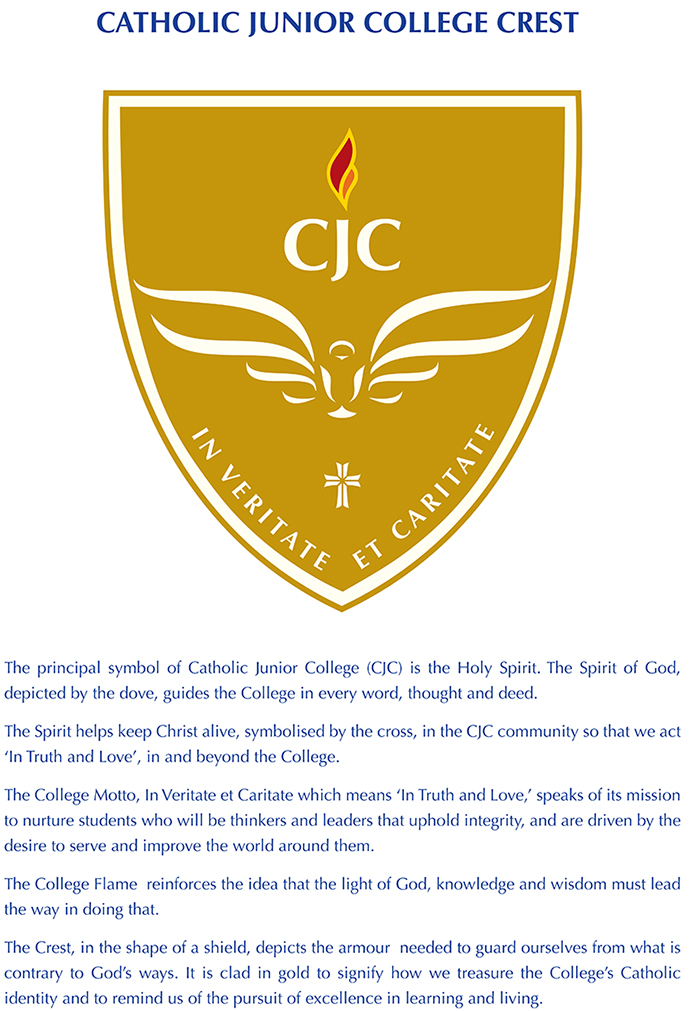 CATHOLIC JUNIOR COLLEGE CREST
CJC
IN VERITATE ET CARITATE
The principal symbol of Catholic Junior College (CJC) is the Holy Spirit. The Spirit of God,
depicted by the dove, guides the College in every word, thought and deed.
The Spirit helps keep Christ alive, symbolised by the cross, in the CJC community so that we act
‘In Truth and Love’, in and beyond the College.
The College Motto, In Veritate et Caritate which means ‘In Truth and Love,’ speaks of its mission
to nurture students who will be thinkers and leaders that uphold integrity, and are driven by the
desire to serve and improve the world around them.
The College Flame  reinforces the idea that the light of God, knowledge and wisdom must lead
the way in doing that.
The Crest, in the shape of a shield, depicts the armour  needed to guard ourselves from what is
contrary to God’s ways. It is clad in gold to signify how we treasure the College’s Catholic
identity and to remind us of the pursuit of excellence in learning and living.